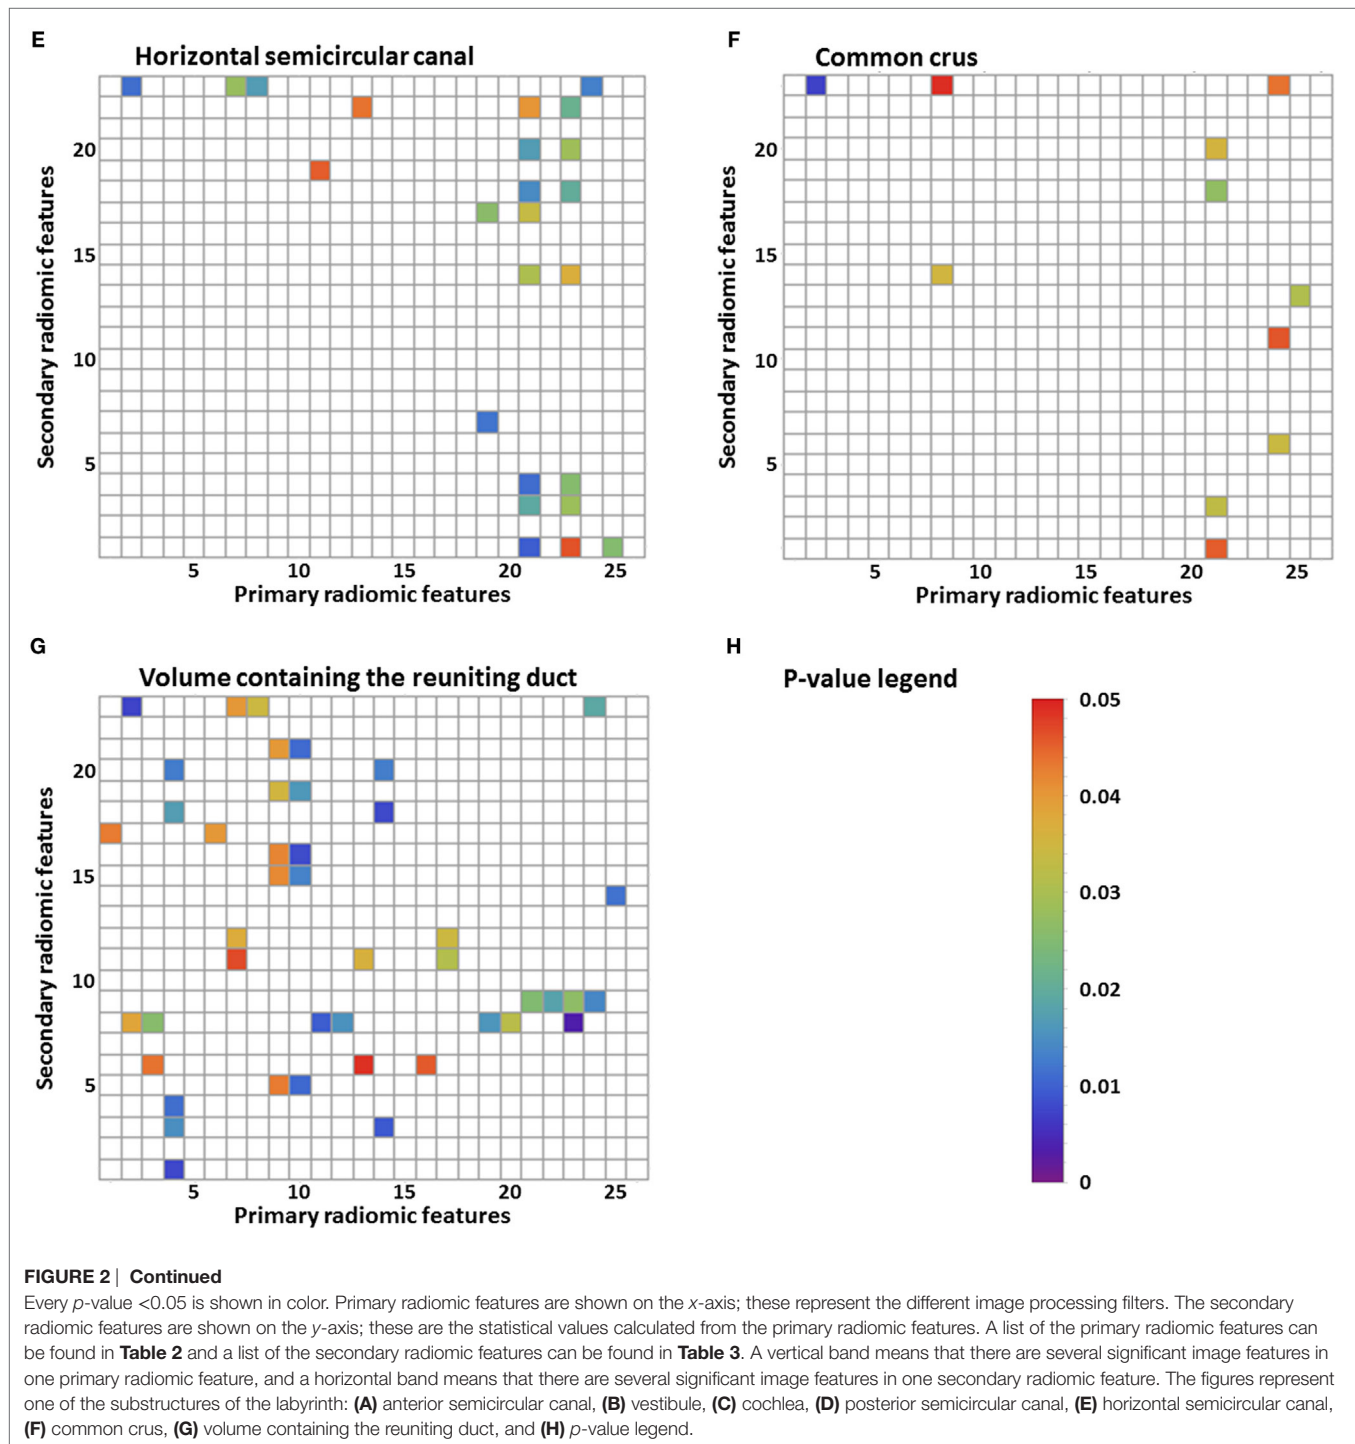 E
Horizontal semicircular canal
Secondary radiomic features
20
15
10
5
5 10 15 20 25
Primary radiomic features
F
Common crus
Secondary radiomic features
20
15
10
5
5 10 15 20 25
Primary radiomic features
G
Volume containing the reuniting duct
Secondary radiomic features
20
15
10
5
5 10 15 20 25
Primary radiomic features
H
P-value legend
0.05
0.04
0.03
0.02
0.01
0
FIGURE 2 | Continued
Every p-value <0.05 is shown in color. Primary radiomic features are shown on the x-axis; these represent the different image processing filters. The secondary
radiomic features are shown on the y-axis; these are the statistical values calculated from the primary radiomic features. A list of the primary radiomic features can
be found in Table 2 and a list of the secondary radiomic features can be found in Table 3. A vertical band means that there are several significant image features in
one primary radiomic feature, and a horizontal band means that there are several significant image features in one secondary radiomic feature. The figures represent
one of the substructures of the labyrinth: (A) anterior semicircular canal, (B) vestibule, (C) cochlea, (D) posterior semicircular canal, (E) horizontal semicircular canal,
(F) common crus, (G) volume containing the reuniting duct, and (H) p-value legend.